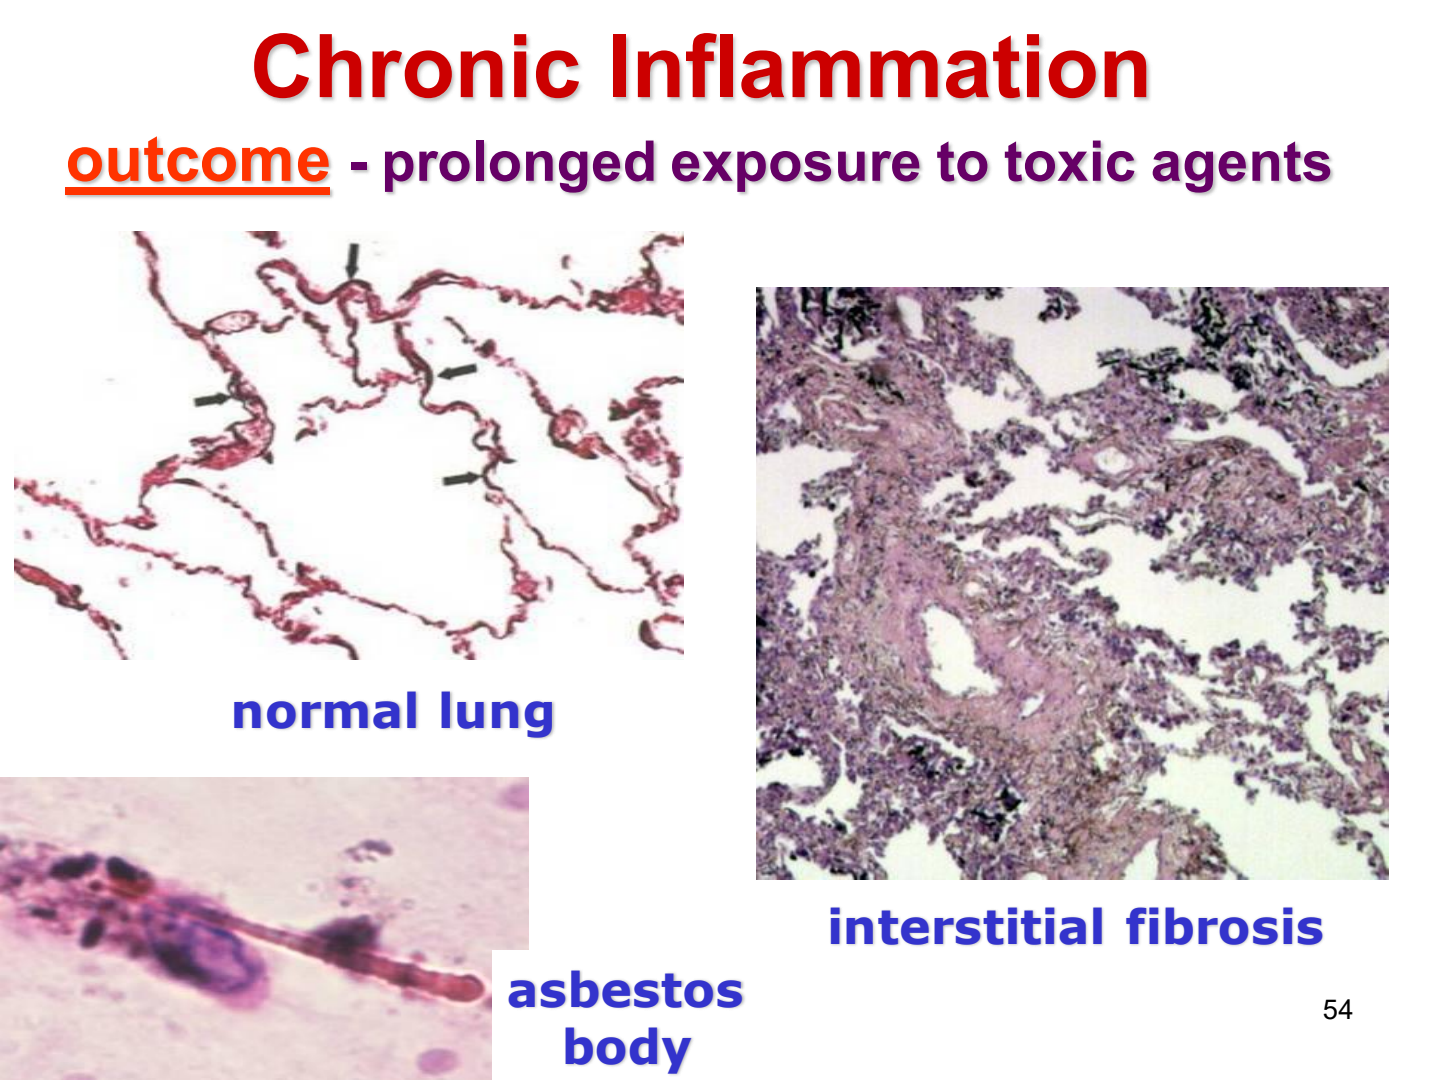 Chronic Inflammation
outcome - prolonged exposure to toxic agents
normal lung
interstitial fibrosis
asbestos
body
54